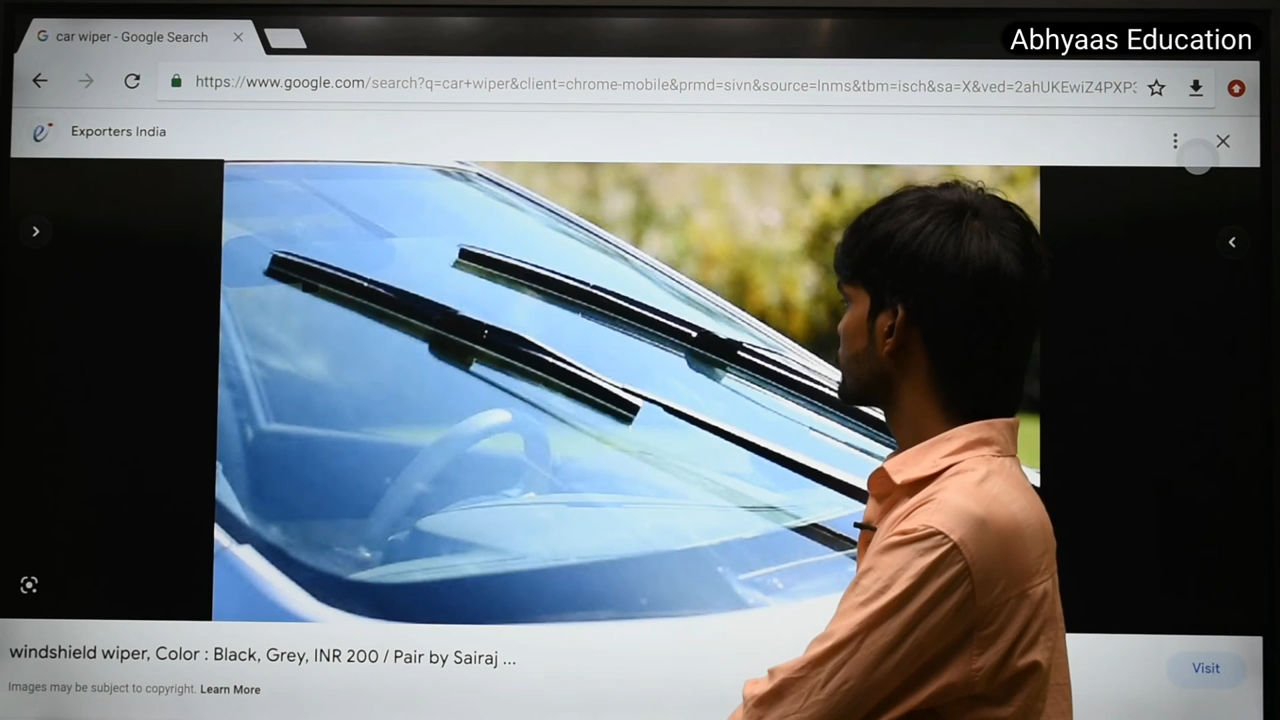 car wiper - Google Search
Abhyaas Education
https://www.google.com/search?q=car+wiper&client=chrome-mobile&prmd=sivn&source=lnms&tbm=isch&sa=X&ved=2ahUKEwiZ4PXP
Exporters India
windshield wiper, Color : Black, Grey, INR 200 / Pair by Sairaj ...
Visit
Images may be subject to copyright. Learn More